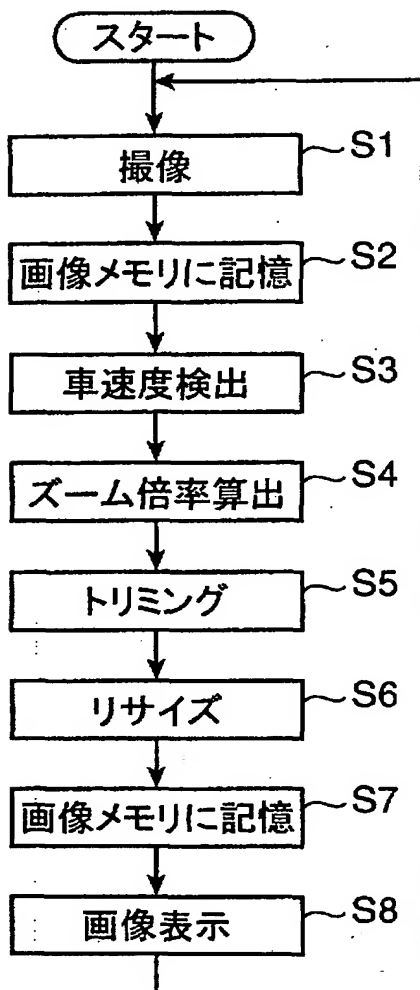 スタート
撮像 S1
画像メモリに記憶 S2
車速度検出 S3
ズーム倍率算出 S4
トリミング S5
リサイズ S6
画像メモリに記憶 S7
画像表示 S8